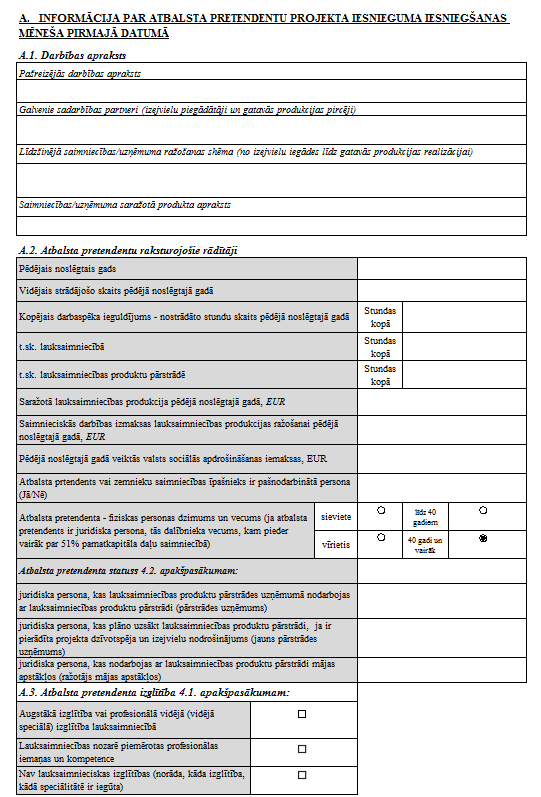 A. INFORMĀCIJA PAR ATBALSTA PRETENDENTU PROJEKTA IESNIEGUMA IESNIEGŠANAS
MĒNEŠA PIRMAJĀ DATUMĀ
A.1. Darbības apraksts
Pašreizējās darbības apraksts
Galvenie sadarbības partneri (izejvielu piegādātāji un gatavās produkcijas pircēji)
Līdzšinējā saimniecības/uzņēmuma ražošanas shēma (no izejvielu iegādes līdz gatavās produkcijas realizācijai)
Saimniecības/uzņēmuma saražotā produkta apraksts
A.2. Atbalsta pretendentu raksturojošie rādītāji
Pēdējais noslēgtais gads
Vidējais strādājošo skaits pēdējā noslēgtajā gadā
Kopējais darbaspēka ieguldījums - nostrādāto stundu skaits pēdējā noslēgtajā gadā
Stundas
kopā
t.sk. lauksaimniecībā
Stundas
kopā
t.sk. lauksaimniecības produktu pārstrādē
Stundas
kopā
Saražotā lauksaimniecības produkcija pēdējā noslēgtajā gadā, EUR
Saimnieciskās darbības izmaksas lauksaimniecības produkcijas ražošanai pēdējā
noslēgtajā gadā, EUR
Pēdējā noslēgtajā gadā veiktās valsts sociālās apdrošināšanas iemaksas, EUR
Atbalsta prtendents vai zemnieku saimniecības īpašnieks ir pašnodarbinātā persona
(Jā/Nē)
Atbalsta pretendenta - fiziskas personas dzimums un vecums (ja atbalsta
pretendents ir juridiska persona, tās dalībnieka vecums, kam pieder
vairāk par 51% pamatkapitāla daļu saimniecībā)
sieviete
līdz 40
gadiem
vīrietis
40 gadi un
vairāk
Atbalsta pretendenta statuss 4.2. apakšpasākumam:
juridiska persona, kas lauksaimniecības produktu pārstrādes uzņēmumā nodarbojas
ar lauksaimniecības produktu pārstrādi (pārstrādes uzņēmums)
juridiska persona, kas plāno uzsākt lauksaimniecības produktu pārstrādi, ja ir
pierādīta projekta dzīvotspēja un izejvielu nodrošinājums (jauns pārstrādes
uzņēmums)
juridiska persona, kas nodarbojas ar lauksaimniecības produktu pārstrādi mājas
apstākļos (ražotājs mājas apstākļos)
A.3. Atbalsta pretendenta izglītība 4.1. apakšpasākumam:
Augstākā izglītība vai profesionālā vidējā (vidējā
speciālā) izglītība lauksaimniecībā
Lauksaimniecības nozarē piemērotas profesionālas
iemaņas un kompetence
Nav lauksaimnieciskas izglītības (norāda, kāda izglītība,
kādā specialitātē ir iegūta)